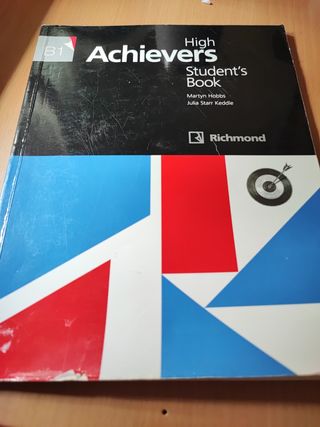 B1
High
Achievers
Student's
Book
Martyn Hobbs
Julia Starr Keddle
Richmond